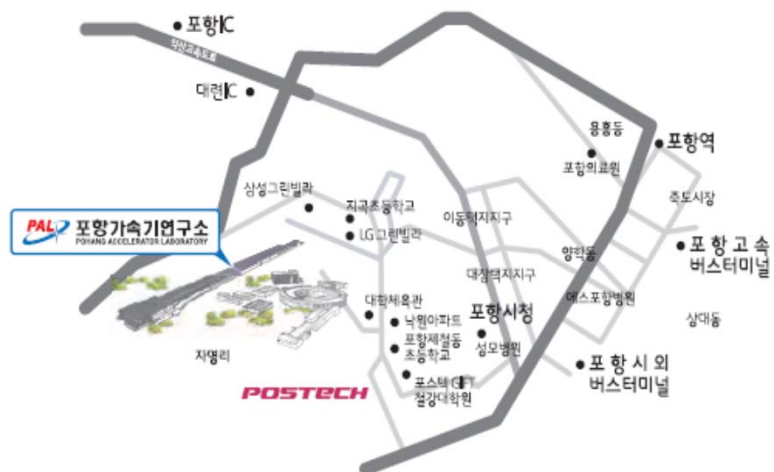 포항IC
익산고속도로
대련IC
용흥동
포항역
포항의료원
죽도시장
삼성그린빌라
지곡초등학교
이동택지지구
PAL 포항가속기연구소
POHANG ACCELERATOR LABORATORY
LG그린빌라
양학동
포항고속
버스터미널
대잠택지지구
대학체육관
포항시청
에스포항병원
낙원아파트
상대동
포항제철동
초등학교
성모병원
자명리
포항시외
버스터미널
포스텍 GIFT
철강대학원
POSTECH